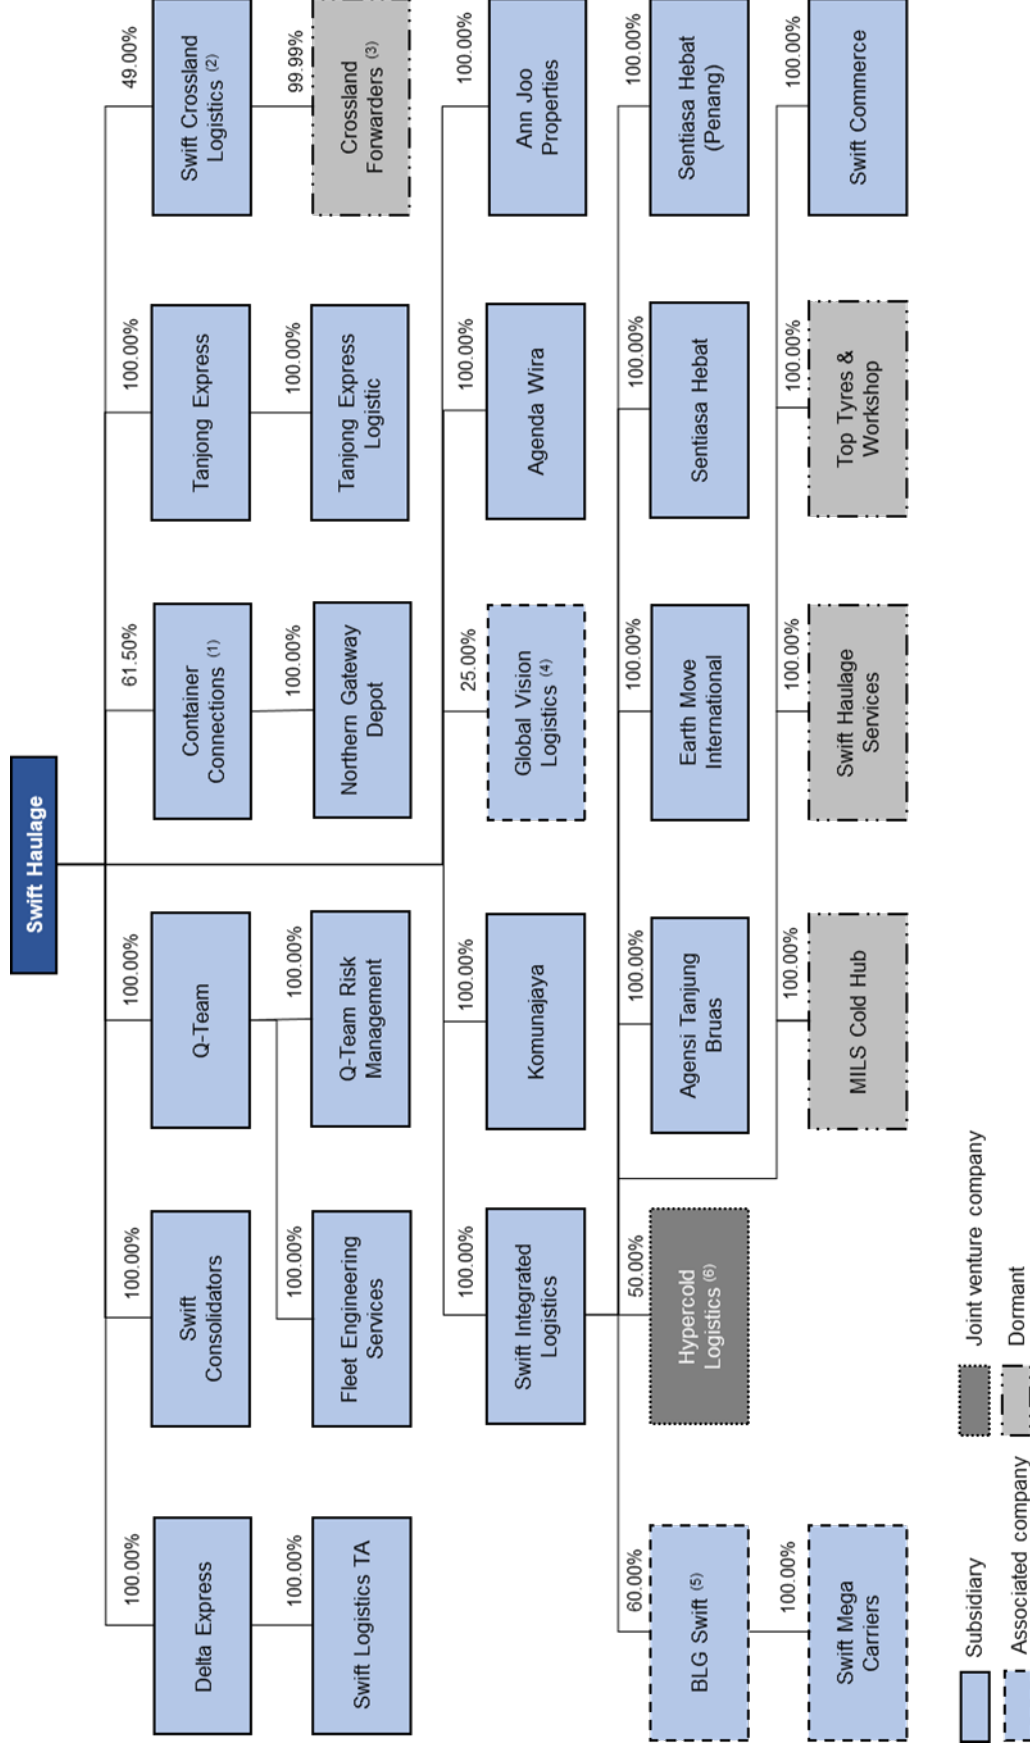 Swift Haulage
100.00%
100.00%
100.00%
61.50%
100.00%
49.00%
Delta Express
Swift
Consolidators
Q-Team
Container
Connections (1)
Tanjong Express
Swift Crossland
Logistics (2)
100.00%
100.00%
100.00%
100.00%
100.00%
99.99%
Swift Logistics TA
Fleet Engineering
Services
Q-Team Risk
Management
Northern Gateway
Depot
Tanjong Express
Logistic
Crossland
Forwarders (3)
100.00%
100.00%
25.00%
100.00%
100.00%
Swift Integrated
Logistics
Komunajaya
Global Vision
Logistics (4)
Agenda Wira
Ann Joo
Properties
60.00%
50.00%
100.00%
100.00%
100.00%
100.00%
BLG Swift (5)
Hypercold
Logistics (6)
Agensi Tanjung
Bruas
Earth Move
International
Sentiasa Hebat
Sentiasa Hebat
(Penang)
100.00%
100.00%
100.00%
100.00%
100.00%
Swift Mega
Carriers
MILS Cold Hub
Swift Haulage
Services
Top Tyres &
Workshop
Swift Commerce
Subsidiary
Joint venture company
Associated company
Dormant